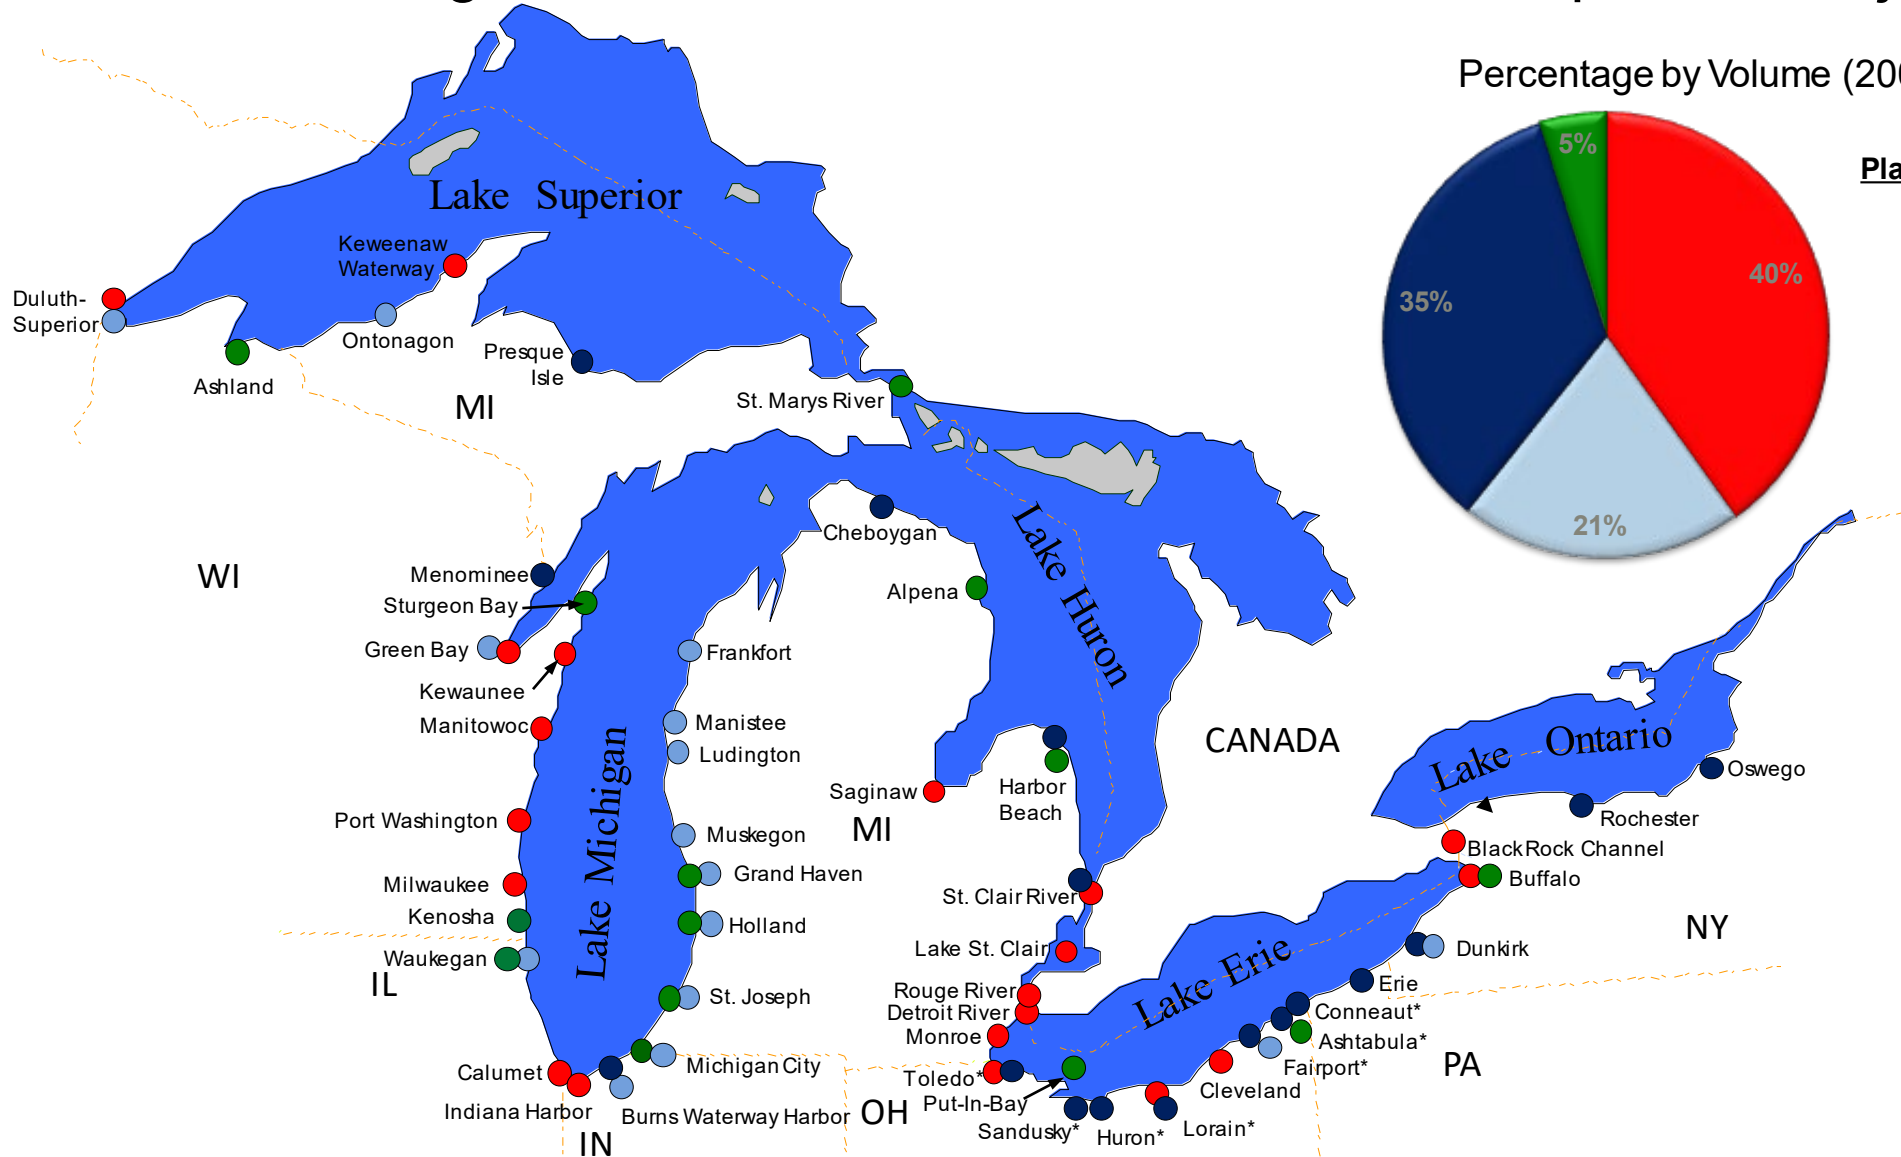 Percentage by Volume (200
5%
40%
35%
21%
Lake Superior
Keweenaw
Waterway
Duluth-
Superior
Ontonagon
Presque
Isle
Ashland
MI
St. Marys River
Cheboygan
Lake Huron
WI
Menominee
Sturgeon Bay
Alpena
Green Bay
Frankfort
Kewaunee
Manitowoc
Manistee
Ludington
CANADA
Lake Ontario
Oswego
Lake Michigan
Saginaw
Harbor
Beach
MI
Port Washington
Muskegon
Rochester
BlackRock Channel
Grand Haven
Buffalo
Milwaukee
St. Clair River
Kenosha
Holland
NY
Waukegan
Lake St. Clair
Dunkirk
IL
St. Joseph
Rouge River
Lake Erie
Erie
Detroit River
Conneaut*
Monroe
Ashtabula*
Michigan City
Fairport*
PA
Calumet
Toledo*
Cleveland
Put-In-Bay
Indiana Harbor
Burns Waterway Harbor
OH
Sandusky*
Huron*
Lorain*
IN